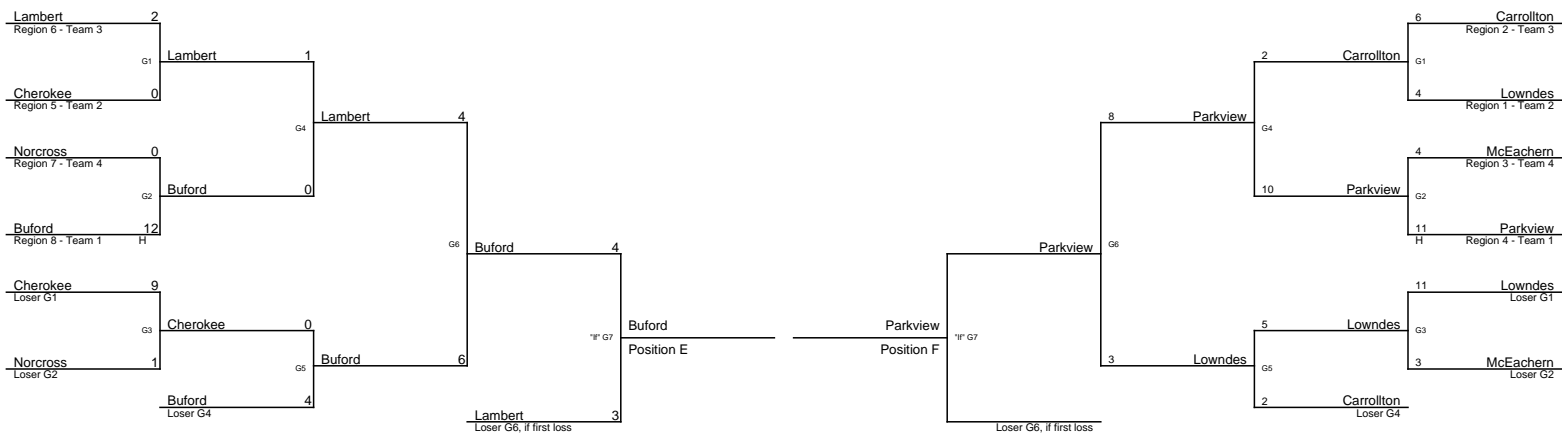 Lambert 2
Region 6 - Team 3
G1
Lambert 1
Cherokee 0
Region 5 - Team 2
G4
Lambert 4
Norcross 0
Region 7 - Team 4
G2
Buford 0
Buford 12
Region 8 - Team 1 H
G6
Buford 4
Cherokee 9
Loser G1
G3
Cherokee 0
Norcross 1
Loser G2
G5
Buford 6
Buford 4
Loser G4
"If" G7
Buford
Position E
Lambert 3
Loser G6, if first loss
6 Carrollton
Region 2 - Team 3
2 Carrollton
G1
4 Lowndes
Region 1 - Team 2
8 Parkview
G4
4 McEachern
Region 3 - Team 4
10 Parkview
G2
11 Parkview
H Region 4 - Team 1
Parkview
G6
11 Lowndes
Loser G1
5 Lowndes
G3
3 McEachern
Loser G2
3 Lowndes
G5
2 Carrollton
Loser G4
Parkview
"If" G7
Position F
Loser G6, if first loss